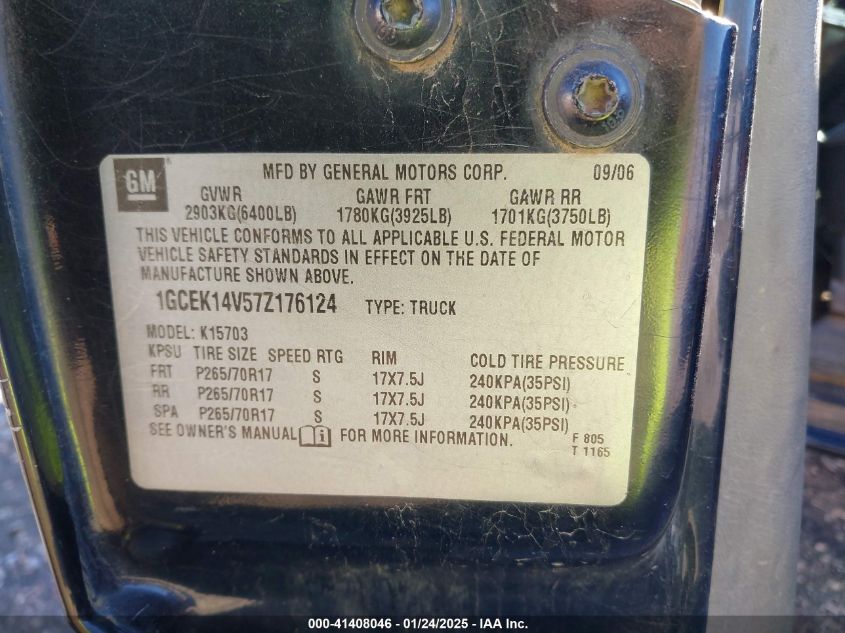 GM
MFD BY GENERAL MOTORS CORP. 09/06
GVWR GAWR FRT GAWR RR
2903KG(6400LB) 1780KG(3925LB) 1701KG(3750LB)
THIS VEHICLE CONFORMS TO ALL APPLICABLE U.S. FEDERAL MOTOR
VEHICLE SAFETY STANDARDS IN EFFECT ON THE DATE OF
MANUFACTURE SHOWN ABOVE.
1GCEK14V57Z176124 TYPE: TRUCK
MODEL: K15703
KPSU TIRE SIZE SPEED RTG RIM COLD TIRE PRESSURE
FRT P265/70R17 S 17X7.5J 240KPA(35PSI)
RR P265/70R17 S 17X7.5J 240KPA(35PSI)
SPA P265/70R17 S 17X7.5J 240KPA(35PSI)
SEE OWNER'S MANUAL FOR MORE INFORMATION.
F 805
T 1165
000-41408046 - 01/24/2025 - IAA Inc.